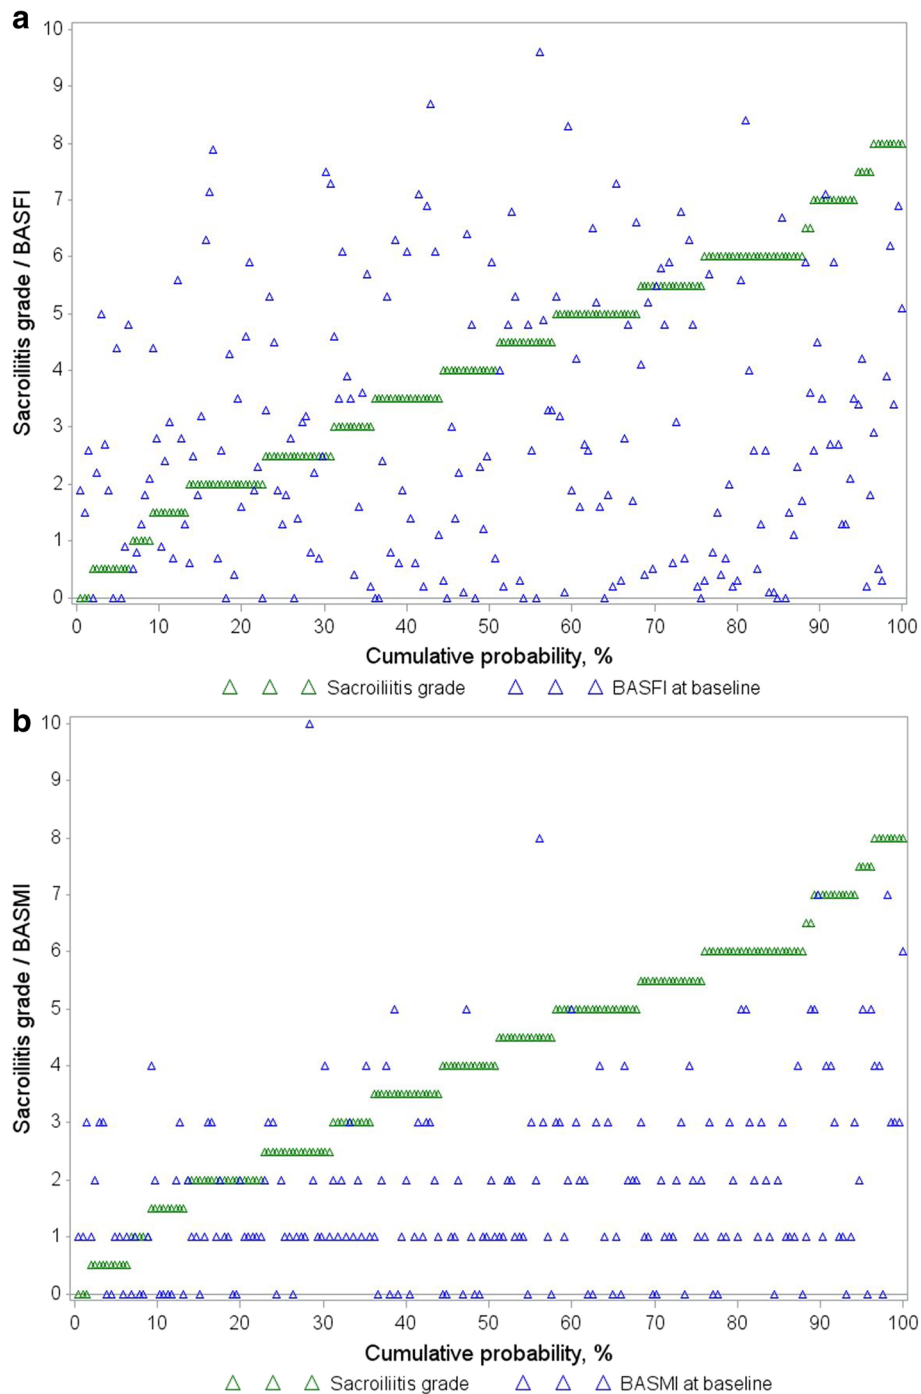 a
10
9
8
7
6
5
4
3
2
1
0
Sacroiliitis grade / BASFI
0 10 20 30 40 50 60 70 80 90 100
Cumulative probability, %
Sacroiliitis grade BASFI at baseline
b
10
9
8
7
6
5
4
3
2
1
0
Sacroiliitis grade / BASMI
0 10 20 30 40 50 60 70 80 90 100
Cumulative probability, %
Sacroiliitis grade BASMI at baseline